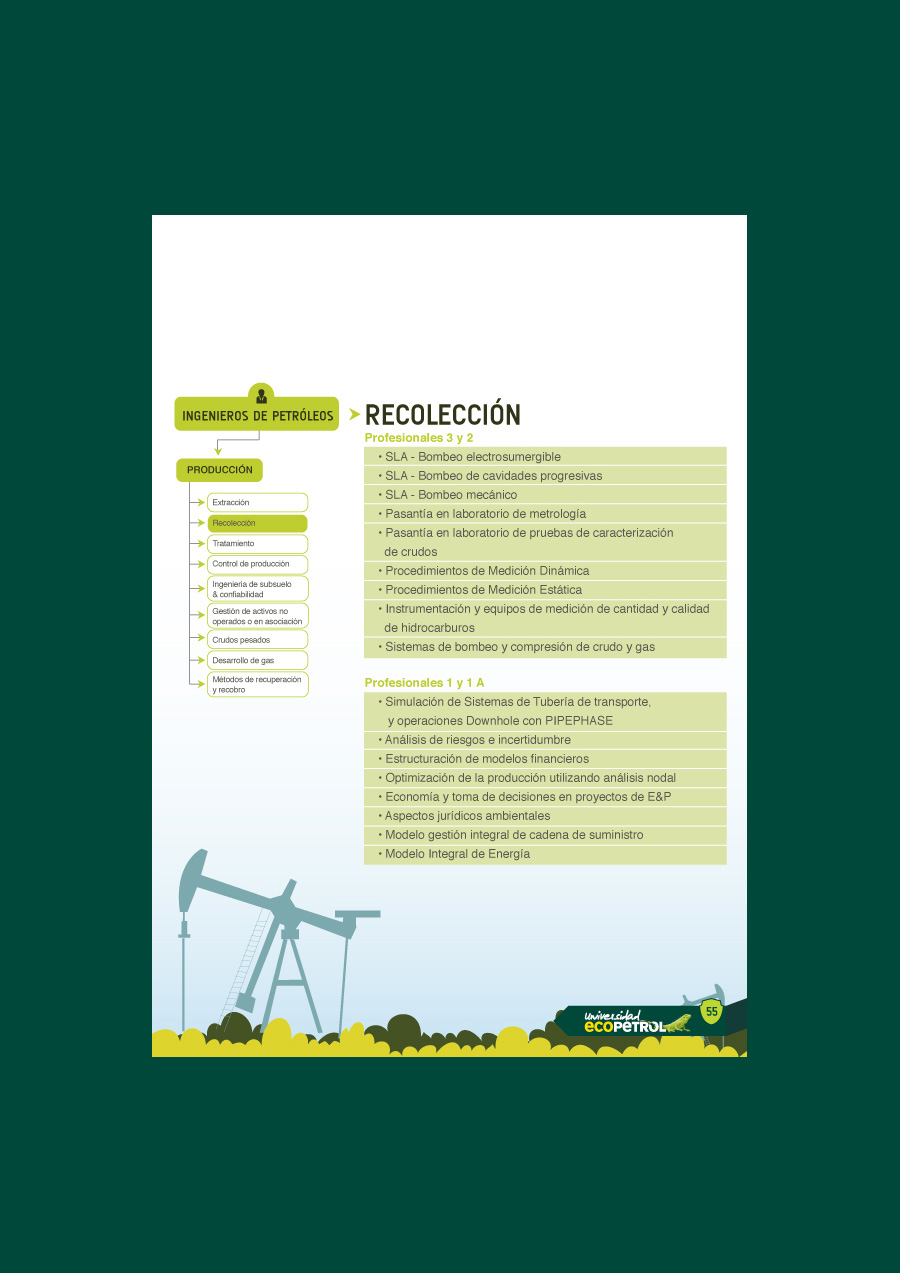 INGENIEROS DE PETRÓLEOS
PRODUCCIÓN
Extracción
Recolección
Tratamiento
Control de producción
Ingeniería de subsuelo
& confiabilidad
Gestión de activos no
operados o en asociación
Crudos pesados
Desarrollo de gas
Métodos de recuperación
y recobro
RECOLECCIÓN
Profesionales 3 y 2
• SLA - Bombeo electrosumergible
• SLA - Bombeo de cavidades progresivas
• SLA - Bombeo mecánico
• Pasantía en laboratorio de metrología
• Pasantía en laboratorio de pruebas de caracterización
de crudos
• Procedimientos de Medición Dinámica
• Procedimientos de Medición Estática
• Instrumentación y equipos de medición de cantidad y calidad
de hidrocarburos
• Sistemas de bombeo y compresión de crudo y gas
Profesionales 1 y 1 A
• Simulación de Sistemas de Tubería de transporte,
y operaciones Downhole con PIPEPHASE
• Análisis de riesgos e incertidumbre
• Estructuración de modelos financieros
• Optimización de la producción utilizando análisis nodal
• Economía y toma de decisiones en proyectos de E&P
• Aspectos jurídicos ambientales
• Modelo gestión integral de cadena de suministro
• Modelo Integral de Energía
universidad
ecoPETROL
55